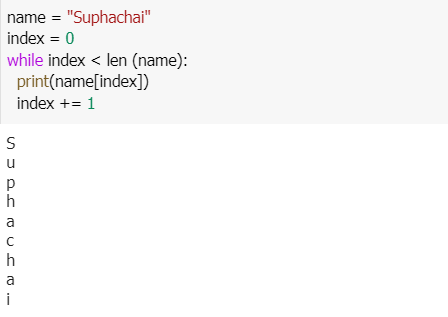 name = "Suphachai"
index = 0
while index < len (name):
  print(name[index])
  index += 1
S
u
p
h
a
c
h
a
i